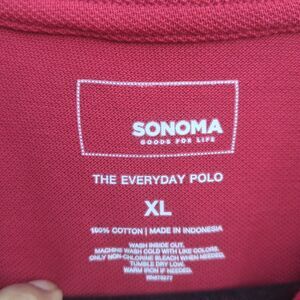 SONOMA
GOODS FOR LIFE
THE EVERYDAY POLO
XL
100% COTTON | MADE IN INDONESIA
WASH INSIDE OUT.
MACHINE WASH COLD WITH LIKE COLORS.
ONLY NON-CHLORINE BLEACH WHEN NEEDED.
TUMBLE DRY LOW.
WARM IRON IF NEEDED.